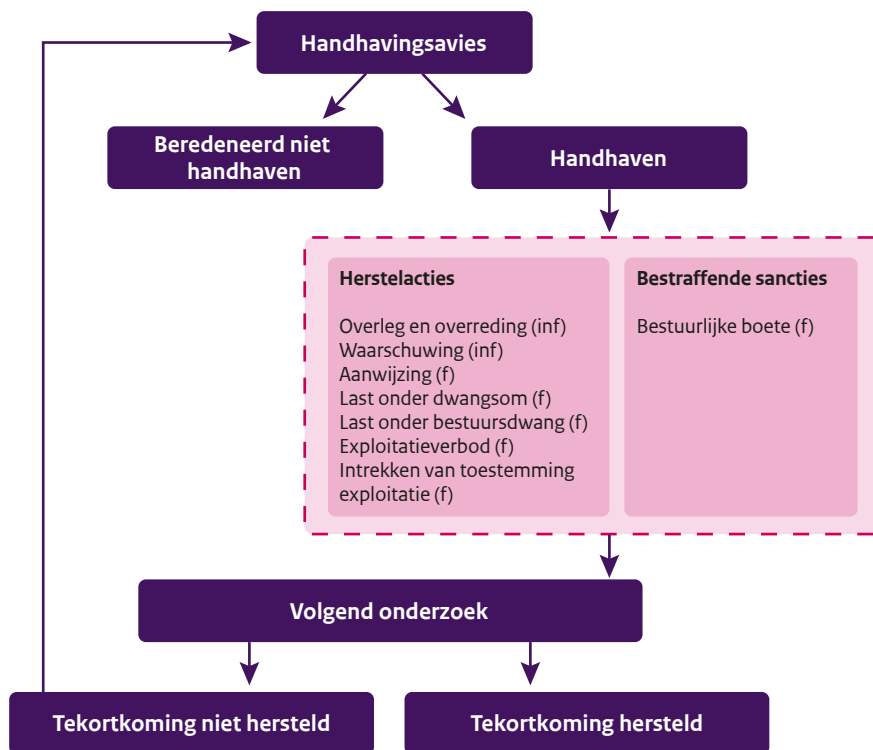 Handhavingsavies
Beredeneerd niet
handhaven
Handhaven
Herstelacties
Overleg en overreding (inf)
Waarschuwing (inf)
Aanwijzing (f)
Last onder dwangsom (f)
Last onder bestuursdwang (f)
Exploitatieverbod (f)
Intrekken van toestemming
exploitatie (f)
Bestraffende sancties
Bestuurlijke boete (f)
Volgend onderzoek
Tekortkoming niet hersteld
Tekortkoming hersteld